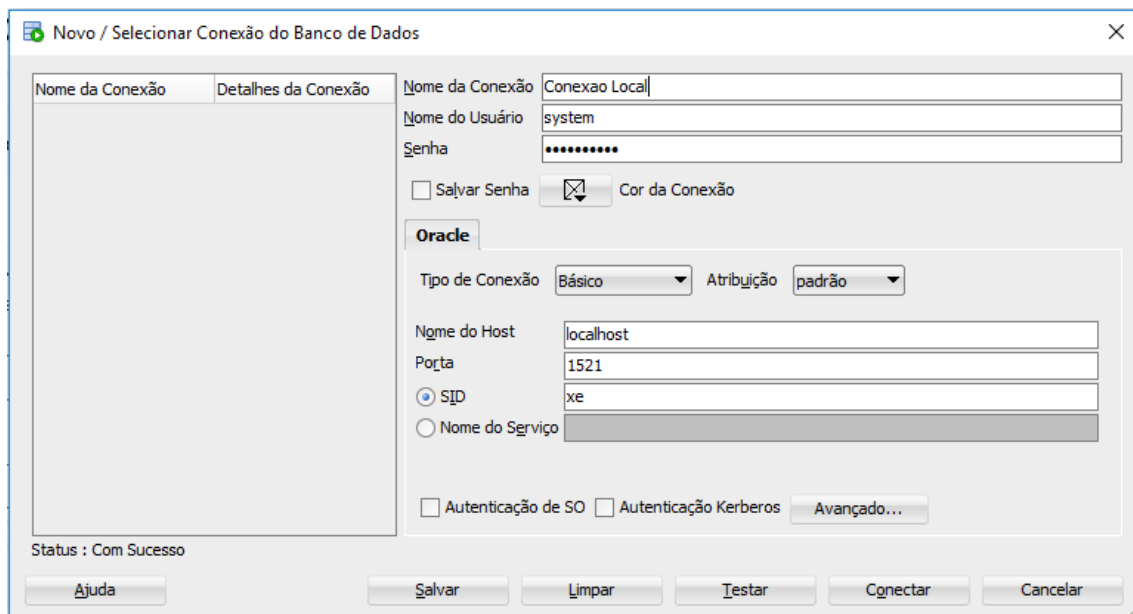 Novo / Selecionar Conexão do Banco de Dados
Nome da Conexão Detalhes da Conexão
Nome da Conexão Conexao Local
Nome do Usuário system
Senha ••••••••••
Salvar Senha Cor da Conexão
Oracle
Tipo de Conexão Básico Atribuição padrão
Nome do Host localhost
Porta 1521
SID xe
Nome do Serviço
Autenticação de SO Autenticação Kerberos Avançado...
Status : Com Sucesso
Ajuda Salvar Limpar Testar Conectar Cancelar